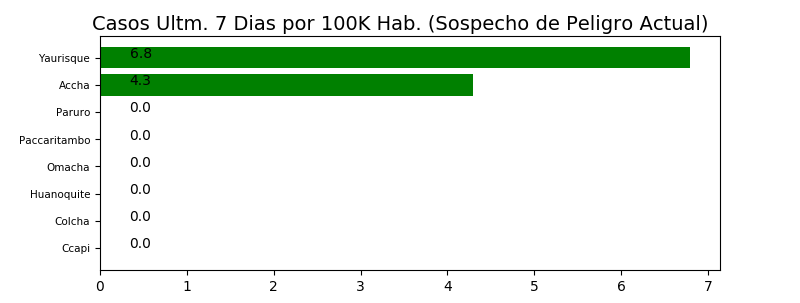 Casos Ultm. 7 Dias por 100K Hab. (Sospecho de Peligro Actual)
Yaurisque 6.8
Accha 4.3
Paruro 0.0
Paccaritambo 0.0
Omacha 0.0
Huanoquite 0.0
Colcha 0.0
Ccapi 0.0
0 1 2 3 4 5 6 7